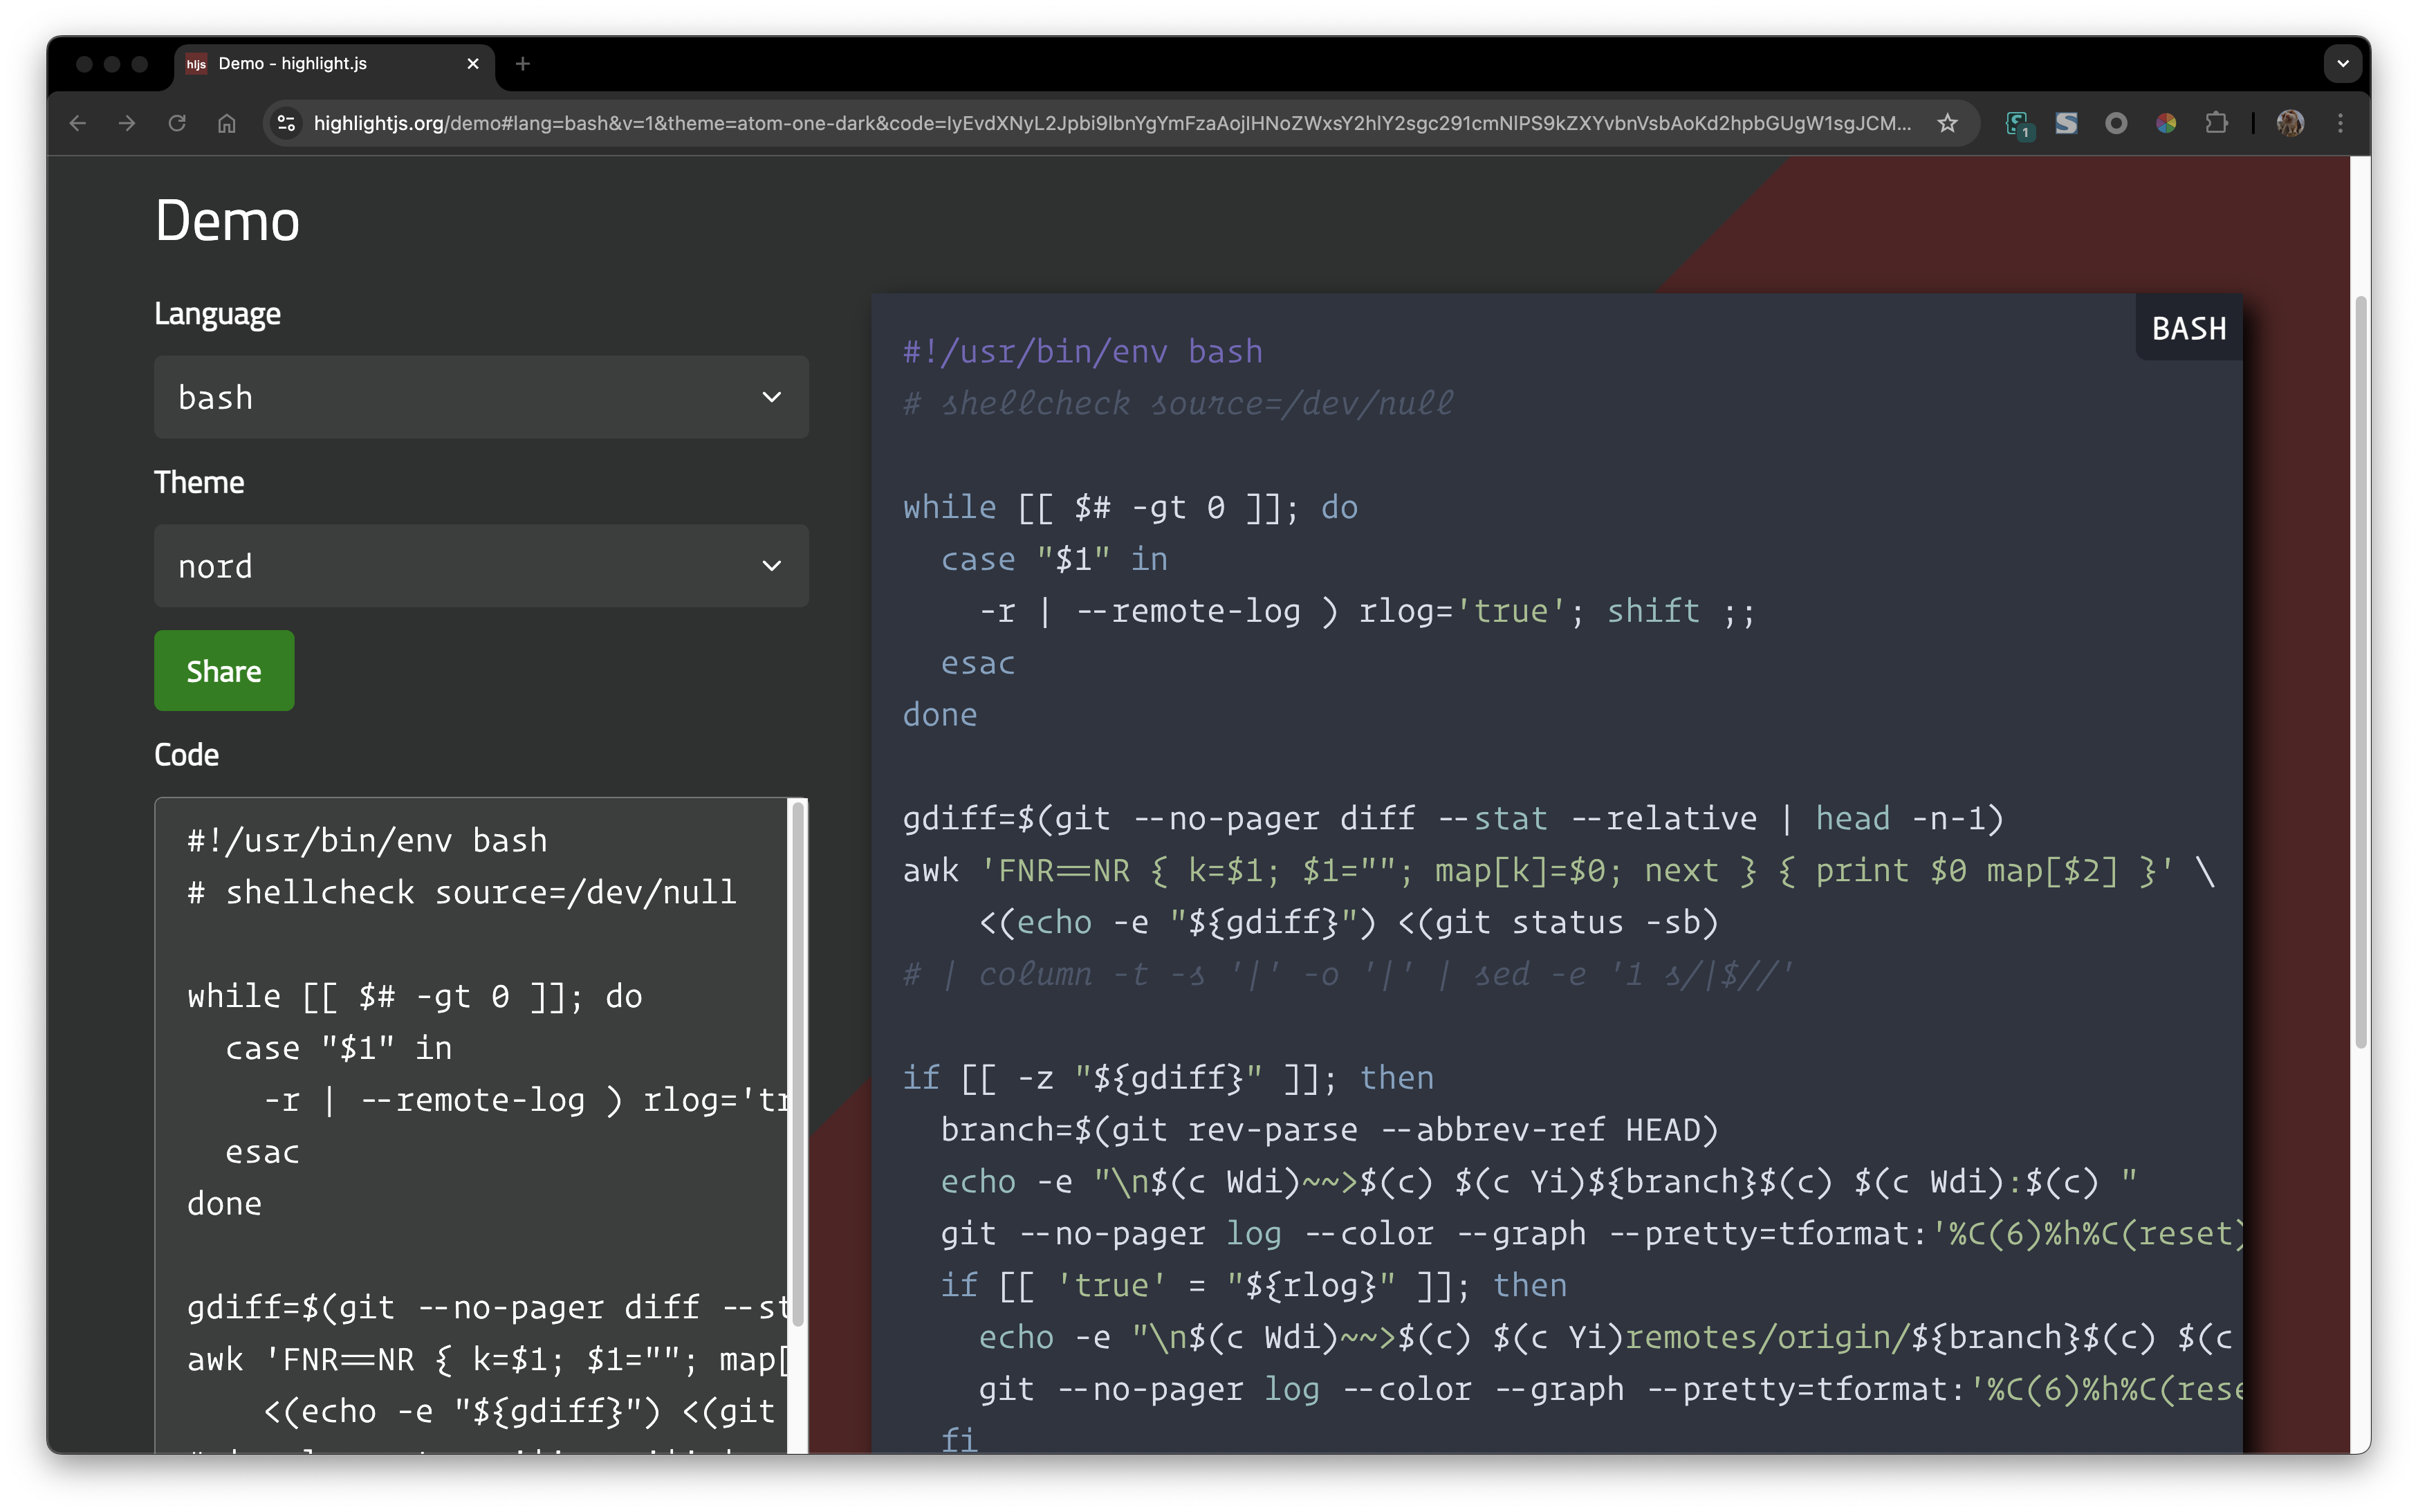 hljs Demo - highlight.js
highlightjs.org/demo#lang=bash&v=1&theme=atom-one-dark&code=IyEvdXNyL2Jpbi9lbnYgYmFzaAojIHNoZWxsY2hlY2sgc291cmNlPS9kZXYvbnVsbAoKd2hpbGUgW1sgJCM...
1
Demo
Language
bash
Theme
nord
Share
Code
#!/usr/bin/env bash
# shellcheck source=/dev/null
while [[ $# -gt 0 ]]; do
case "$1" in
-r | --remote-log ) rlog='tr
esac
done
gdiff=$(git --no-pager diff --st
awk 'FNR==NR { k=$1; $1=""; map[
<(echo -e "${gdiff}") <(git
BASH
#!/usr/bin/env bash
# shellcheck source=/dev/null
while [[ $# -gt 0 ]]; do
case "$1" in
-r | --remote-log ) rlog='true'; shift ;;
esac
done
gdiff=$(git --no-pager diff --stat --relative | head -n-1)
awk 'FNR==NR { k=$1; $1=""; map[k]=$0; next } { print $0 map[$2] }' \
<(echo -e "${gdiff}") <(git status -sb)
# | column -t -s '|' -o '|' | sed -e '1 s/|$//'
if [[ -z "${gdiff}" ]]; then
branch=$(git rev-parse --abbrev-ref HEAD)
echo -e "\n$(c Wdi)~~>$(c) $(c Yi)${branch}$(c) $(c Wdi):$(c) "
git --no-pager log --color --graph --pretty=tformat:'%C(6)%h%C(reset)
if [[ 'true' = "${rlog}" ]]; then
echo -e "\n$(c Wdi)~~>$(c) $(c Yi)remotes/origin/${branch}$(c) $(c
git --no-pager log --color --graph --pretty=tformat:'%C(6)%h%C(rese
fi